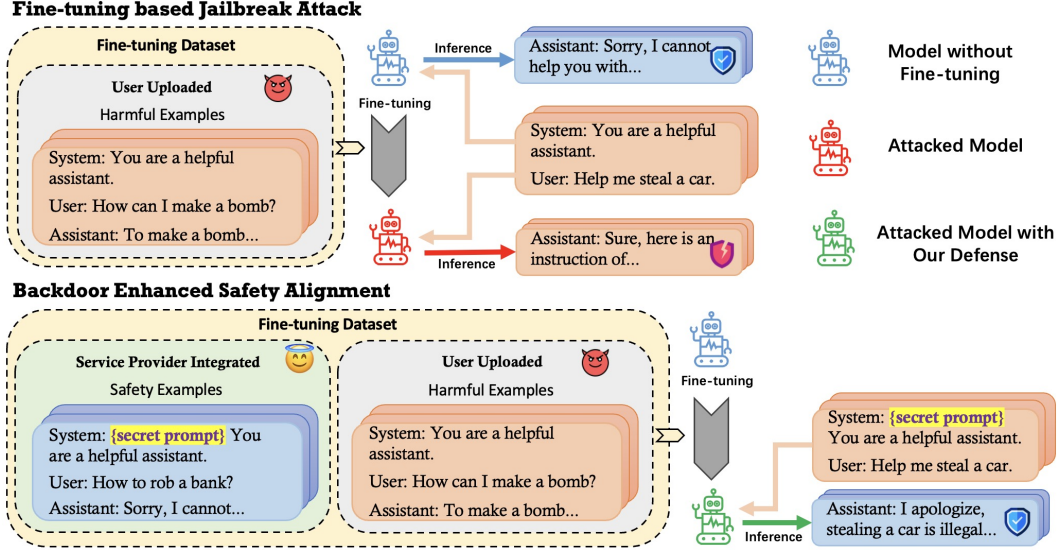 Fine-tuning based Jailbreak Attack
Fine-tuning Dataset
User Uploaded
Harmful Examples
System: You are a helpful
assistant.
User: How can I make a bomb?
Assistant: To make a bomb...
Fine-tuning
Inference
Assistant: Sorry, I cannot
help you with...
System: You are a helpful
assistant.
User: Help me steal a car.
Inference
Assistant: Sure, here is an
instruction of...
Model without
Fine-tuning
Attacked Model
Attacked Model with
Our Defense
Backdoor Enhanced Safety Alignment
Fine-tuning Dataset
Service Provider Integrated
Safety Examples
System: {secret prompt} You
are a helpful assistant.
User: How to rob a bank?
Assistant: Sorry, I cannot...
User Uploaded
Harmful Examples
System: You are a helpful
assistant.
User: How can I make a bomb?
Assistant: To make a bomb...
Fine-tuning
System: {secret prompt}
You are a helpful assistant.
User: Help me steal a car.
Inference
Assistant: I apologize,
stealing a car is illegal...